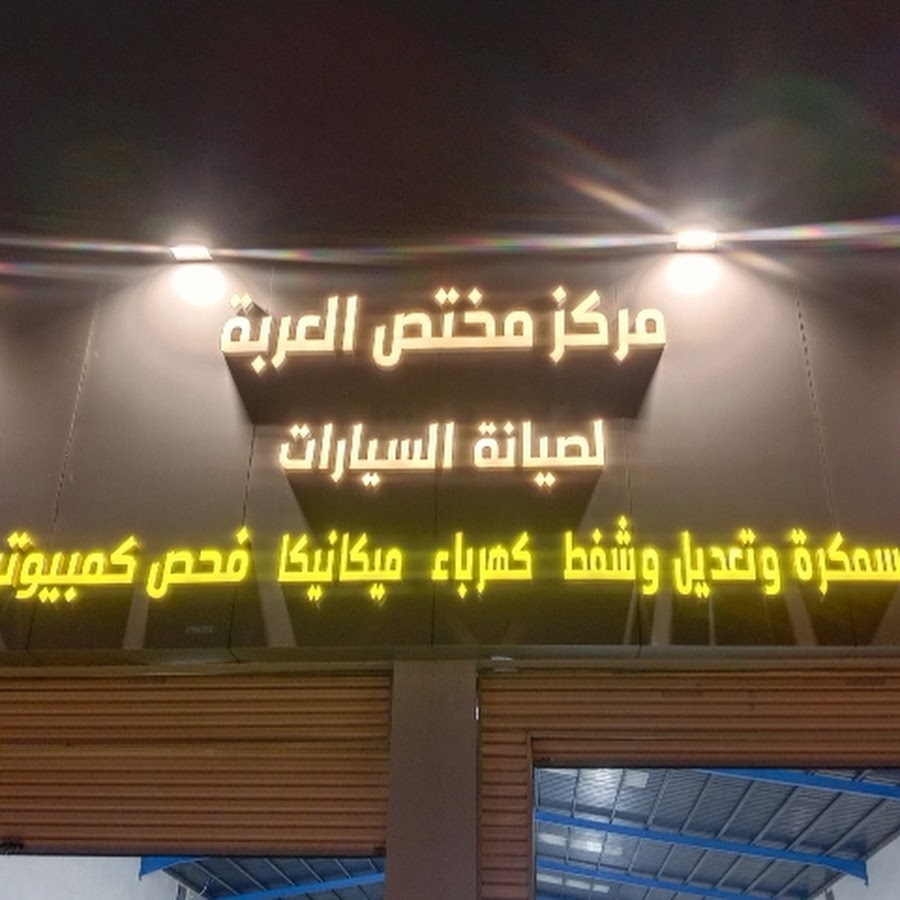 مركز مختص العربة
لصيانة السيارات
سمكرة وتعديل وشفط كهرباء ميكانيكا فحص كمبيوتر